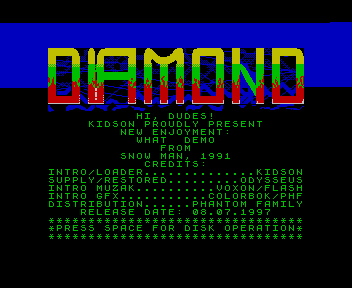 DIAMOND
HI, DUDES!
KIDSON PROUDLY PRESENT
NEW ENJOYMENT:
WHAT DEMO
FROM
SNOW MAN, 1991
CREDITS:
INTRO/LOADER..............KIDSON
SUPPLY/RESTORED.........ODYSSEUS
INTRO MUZAK..........VOXON/FLASH
INTRO GFX...........COLORBOK/PHF
DISTRIBUTION......PHANTOM FAMILY
RELEASE DATE: 08.07.1997
********************************
*PRESS SPACE FOR DISK OPERATION*
********************************